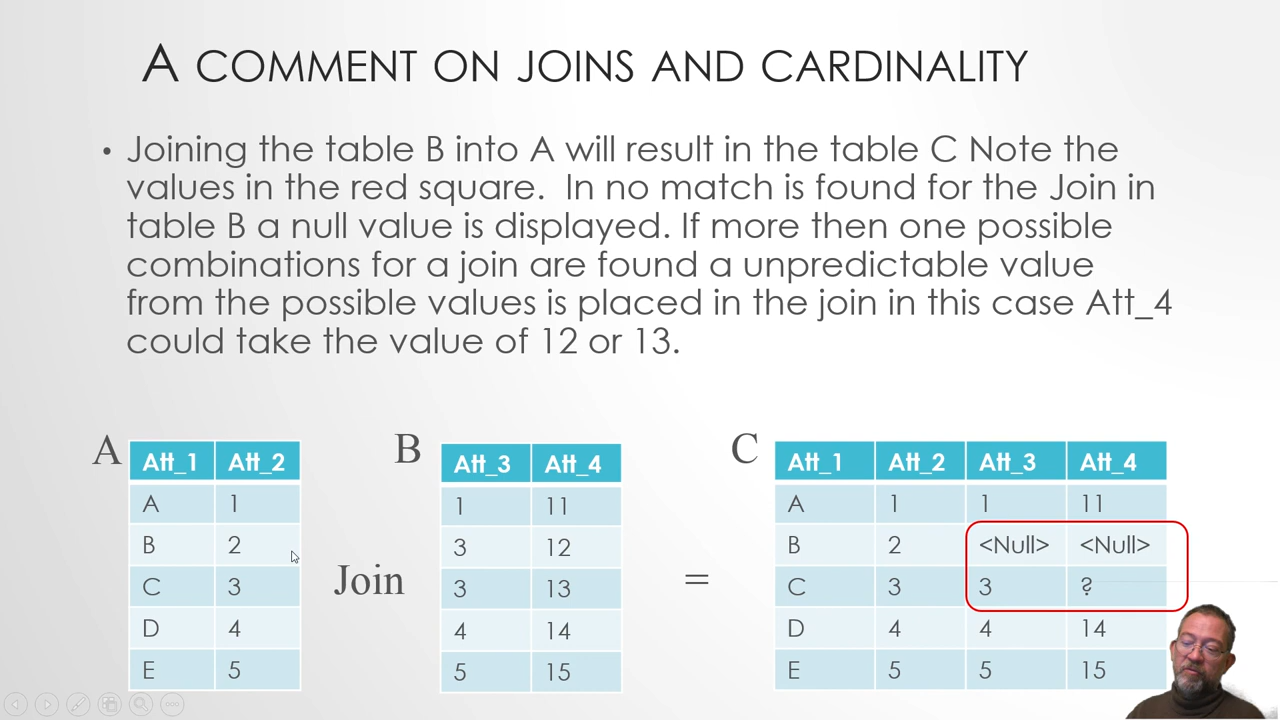 A COMMENT ON JOINS AND CARDINALITY
• Joining the table B into A will result in the table C Note the
values in the red square.  In no match is found for the Join in
table B a null value is displayed. If more then one possible
combinations for a join are found a unpredictable value
from the possible values is placed in the join in this case Att_4
could take the value of 12 or 13.
A
Att_1 Att_2
A 1
B 2
C 3
D 4
E 5
Join
B
Att_3 Att_4
1 11
3 12
3 13
4 14
5 15
=
C
Att_1 Att_2 Att_3 Att_4
A 1 1 11
B 2 <Null> <Null>
C 3 3 ?
D 4 4 14
E 5 5 15